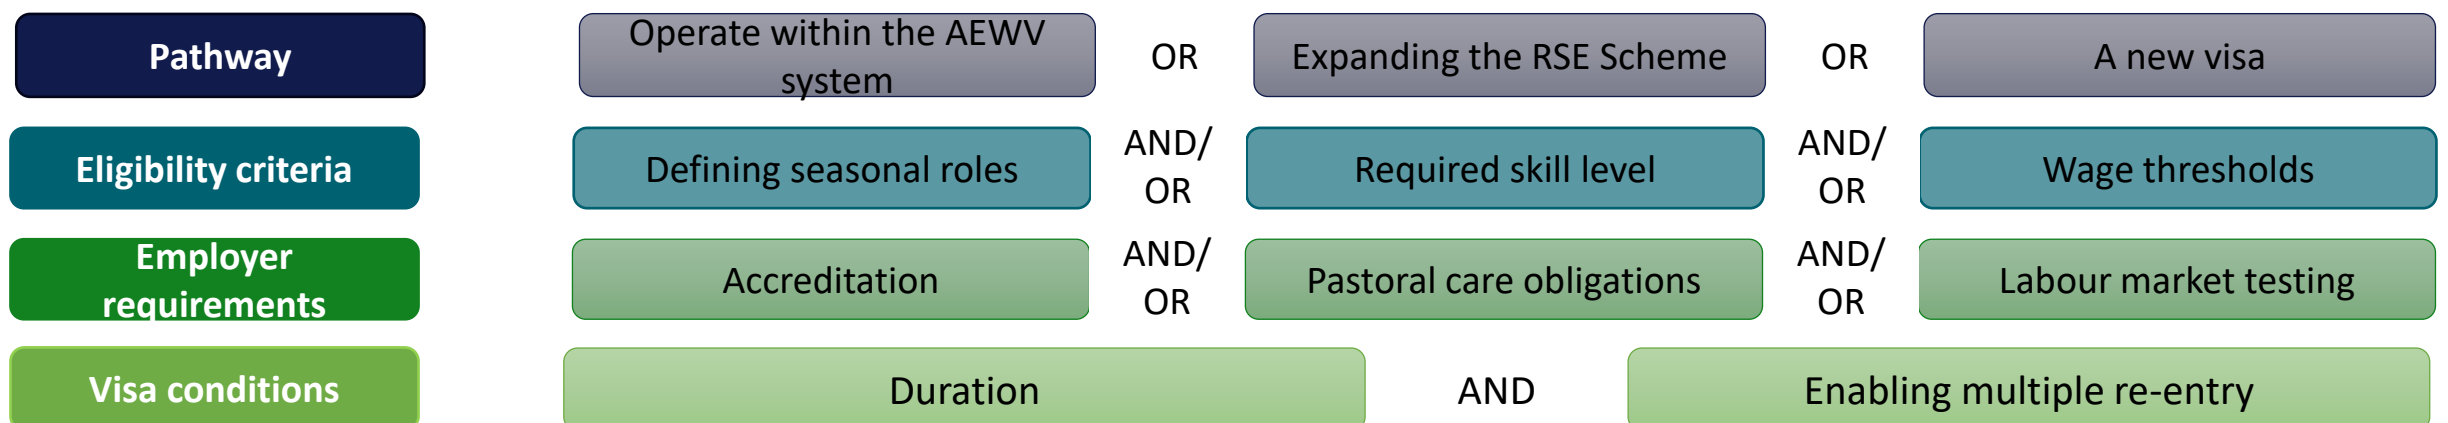 Pathway
Operate within the AEWV
system
OR
Expanding the RSE Scheme
OR
A new visa
Eligibility criteria
Defining seasonal roles
AND/
OR
Required skill level
AND/
OR
Wage thresholds
Employer
requirements
Accreditation
AND/
OR
Pastoral care obligations
AND/
OR
Labour market testing
Visa conditions
Duration
AND
Enabling multiple re-entry